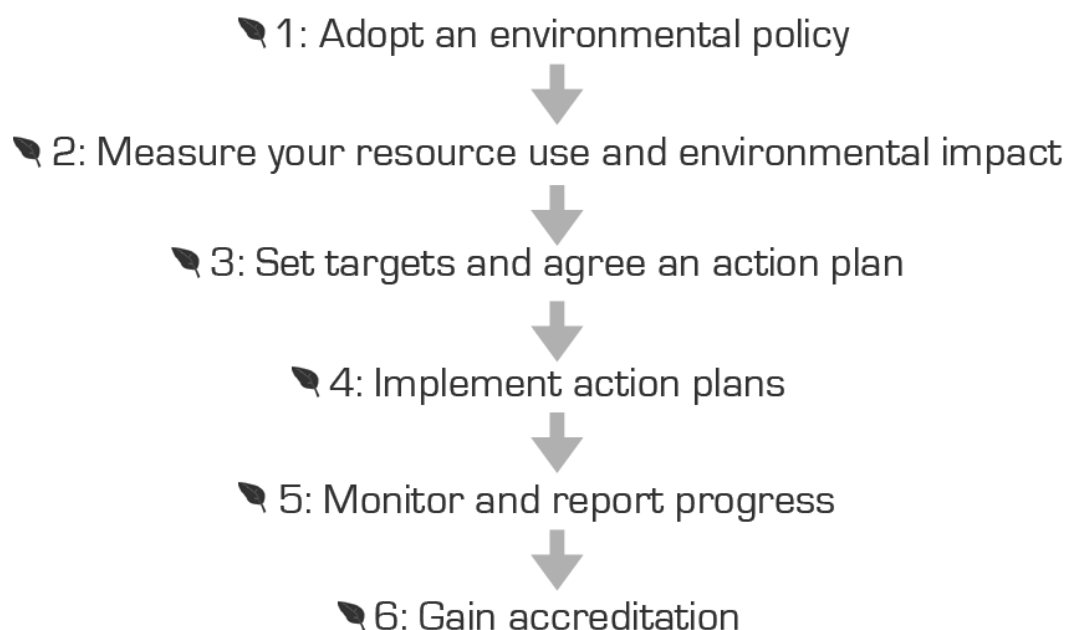 1: Adopt an environmental policy
2: Measure your resource use and environmental impact
3: Set targets and agree an action plan
4: Implement action plans
5: Monitor and report progress
6: Gain accreditation